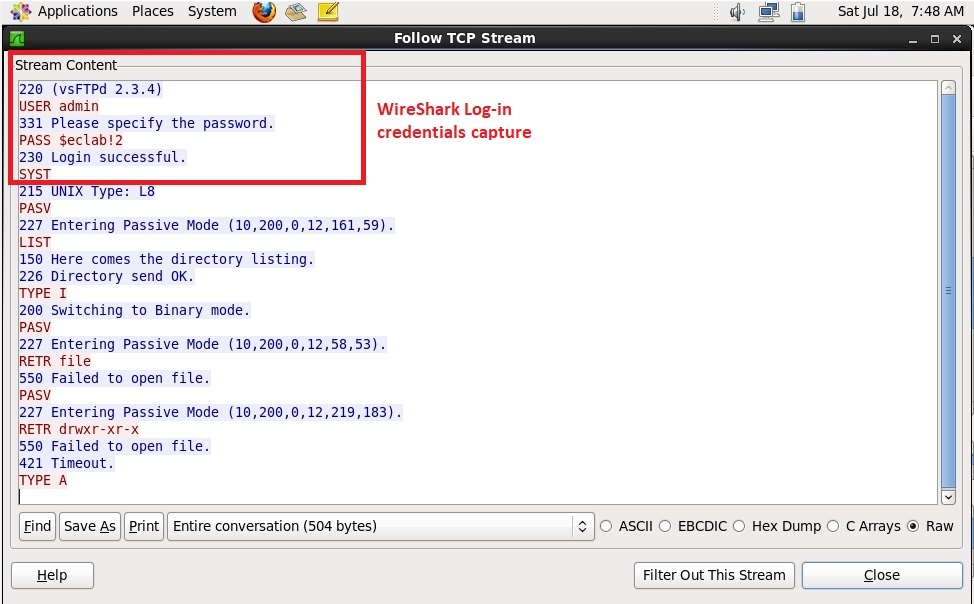 Applications Places System Sat Jul 18, 7:48 AM
Follow TCP Stream
Stream Content
220 (vsFTPd 2.3.4)
USER admin
331 Please specify the password.
PASS $eclab!2
230 Login successful.
SYST
215 UNIX Type: L8
PASV
227 Entering Passive Mode (10,200,0,12,161,59).
LIST
150 Here comes the directory listing.
226 Directory send OK.
TYPE I
200 Switching to Binary mode.
PASV
227 Entering Passive Mode (10,200,0,12,58,53).
RETR file
550 Failed to open file.
PASV
227 Entering Passive Mode (10,200,0,12,219,183).
RETR drwxr-xr-x
550 Failed to open file.
421 Timeout.
TYPE A
WireShark Log-in
credentials capture
Find Save As Print Entire conversation (504 bytes) ASCII EBCDIC Hex Dump C Arrays Raw
Help Filter Out This Stream Close